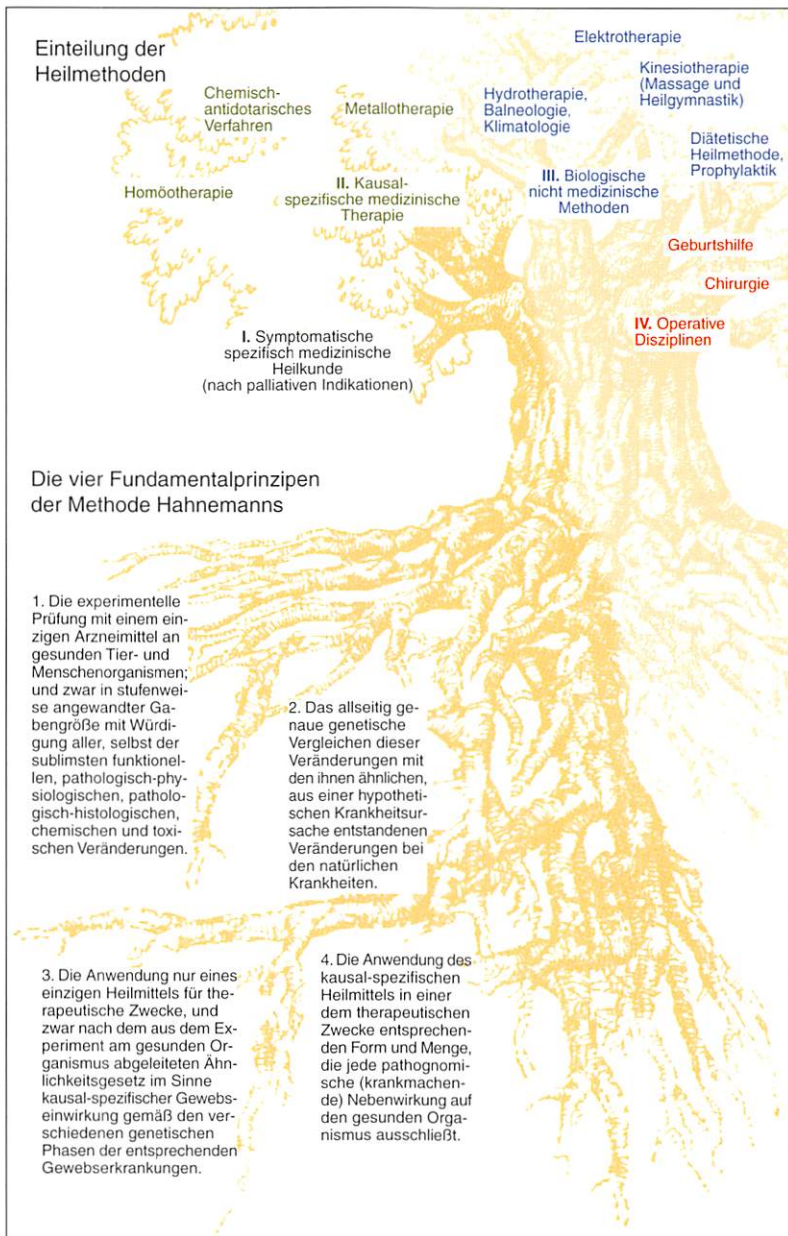 Einteilung der
Heilmethoden
Chemisch-
antidotarisches
Verfahren
Metallotherapie
Homöotherapie
II. Kausal-
spezifische medizinische
Therapie
Elektrotherapie
Kinesiotherapie
(Massage und
Heilgymnastik)
Hydrotherapie,
Balneologie,
Klimatologie
Diätetische
Heilmethode,
Prophylaktik
III. Biologische
nicht medizinische
Methoden
Geburtshilfe
Chirurgie
IV. Operative
Disziplinen
I. Symptomatische
spezifisch medizinische
Heilkunde
(nach palliativen Indikationen)
Die vier Fundamentalprinzipen
der Methode Hahnemanns
1. Die experimentelle
Prüfung mit einem ein-
zigen Arzneimittel an
gesunden Tier- und
Menschenorganismen;
und zwar in stufenwei-
se angewandter Ga-
bengröße mit Würdi-
gung aller, selbst der
sublimsten funktionel-
len, pathologisch-phy-
siologischen, patholo-
gisch-histologischen,
chemischen und toxi-
schen Veränderungen.
2. Das allseitig ge-
naue genetische
Vergleichen dieser
Veränderungen mit
den ihnen ähnlichen,
aus einer hypotheti-
schen Krankheitsur-
sache entstandenen
Veränderungen bei
den natürlichen
Krankheiten.
3. Die Anwendung nur eines
einzigen Heilmittels für the-
rapeutische Zwecke, und
zwar nach dem aus dem Ex-
periment am gesunden Or-
ganismus abgeleiteten Ähn-
lichkeitsgesetz im Sinne
kausal-spezifischer Gewebs-
einwirkung gemäß den ver-
schiedenen genetischen
Phasen der entsprechenden
Gewebserkrankungen.
4. Die Anwendung des
kausal-spezifischen
Heilmittels in einer
dem therapeutischen
Zwecke entsprechen-
den Form und Menge,
die jede pathognomi-
sche (krankmachen-
de) Nebenwirkung auf
den gesunden Orga-
nismus ausschließt.